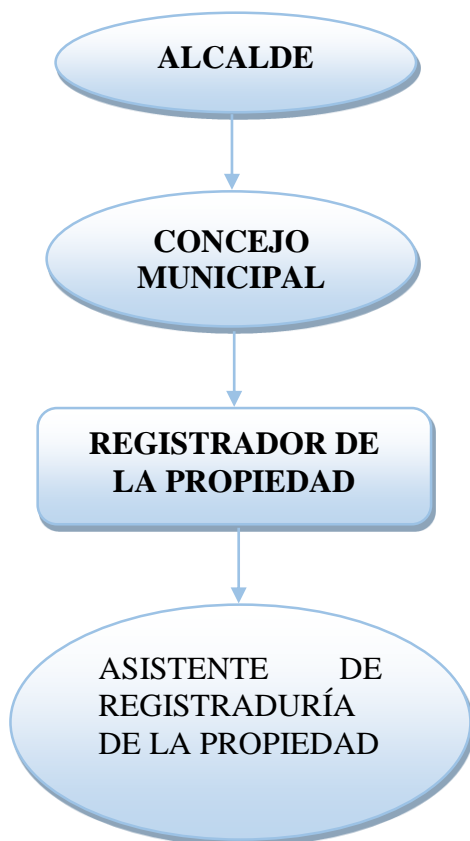 ALCALDE
CONCEJO
MUNICIPAL
REGISTRADOR DE
LA PROPIEDAD
ASISTENTE DE
REGISTRADURÍA
DE LA PROPIEDAD